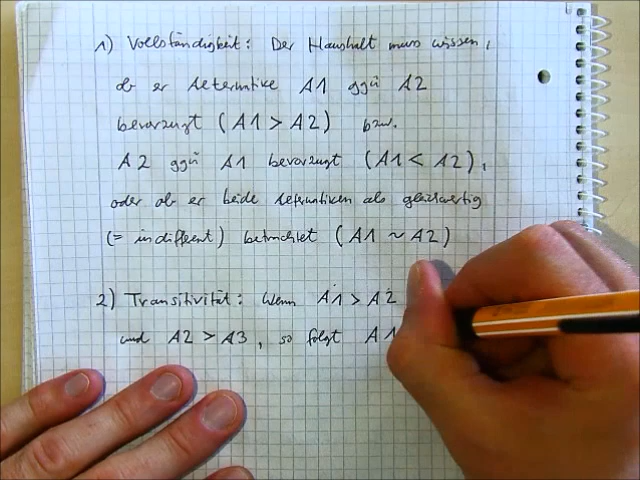 1) Vollständigkeit: Der Haushalt muss wissen,
ob er Alternative A1 ggü A2
bevorzugt (A1 > A2) bzw.
A2 ggü A1 bevorzugt (A1 < A2),
oder ob er beide Alternativen als gleichwertig
(= indifferent) betrachtet (A1 ~ A2)
2) Transitivität: Wenn A1 > A2
und A2 > A3, so folgt A1